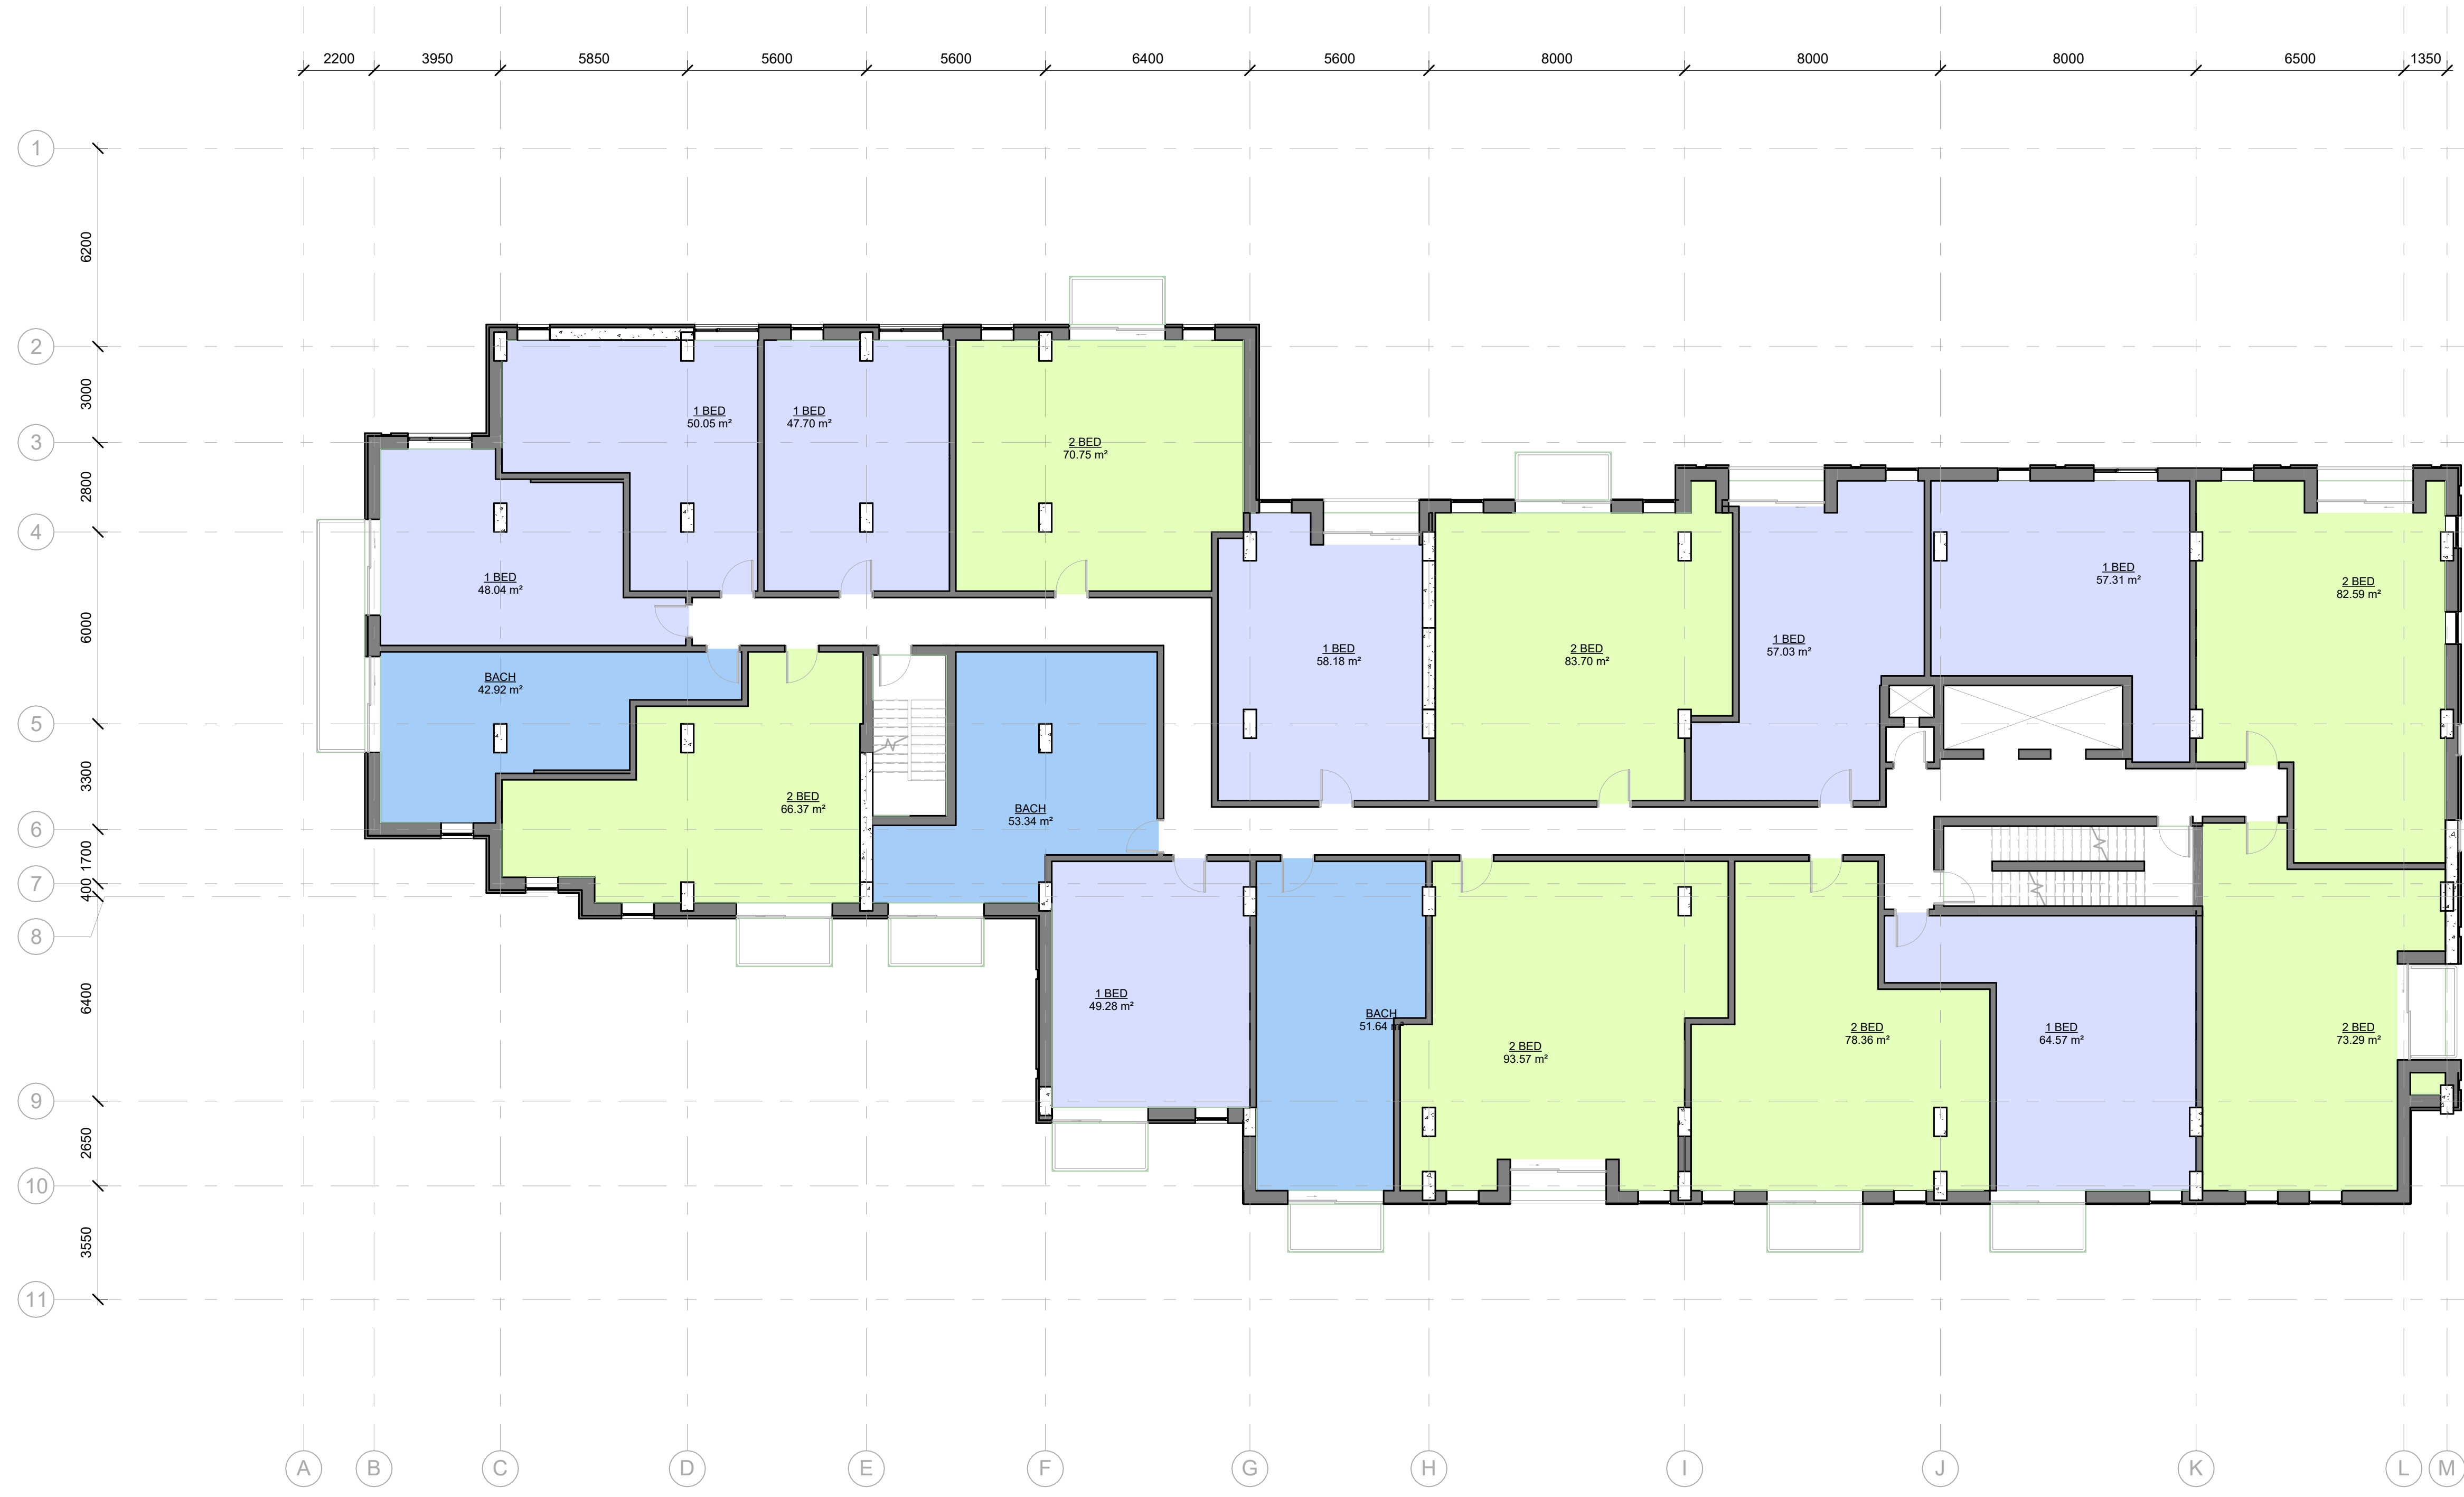 2200 3950 5850 5600 5600 6400 5600 8000 8000 8000 6500 1350
1
6200
2
3000
3
2800
4
6000
5
3300
6
1700
7
400
8
6400
9
2650
10
3550
11
1 BED
50.05 m²
1 BED
47.70 m²
2 BED
70.75 m²
1 BED
48.04 m²
1 BED
57.31 m²
2 BED
82.59 m²
1 BED
58.18 m²
2 BED
83.70 m²
1 BED
57.03 m²
BACH
42.92 m²
2 BED
66.37 m²
BACH
53.34 m²
1 BED
49.28 m²
BACH
51.64 m²
2 BED
93.57 m²
2 BED
78.36 m²
1 BED
64.57 m²
2 BED
73.29 m²
A B C D E F G H I J K L M